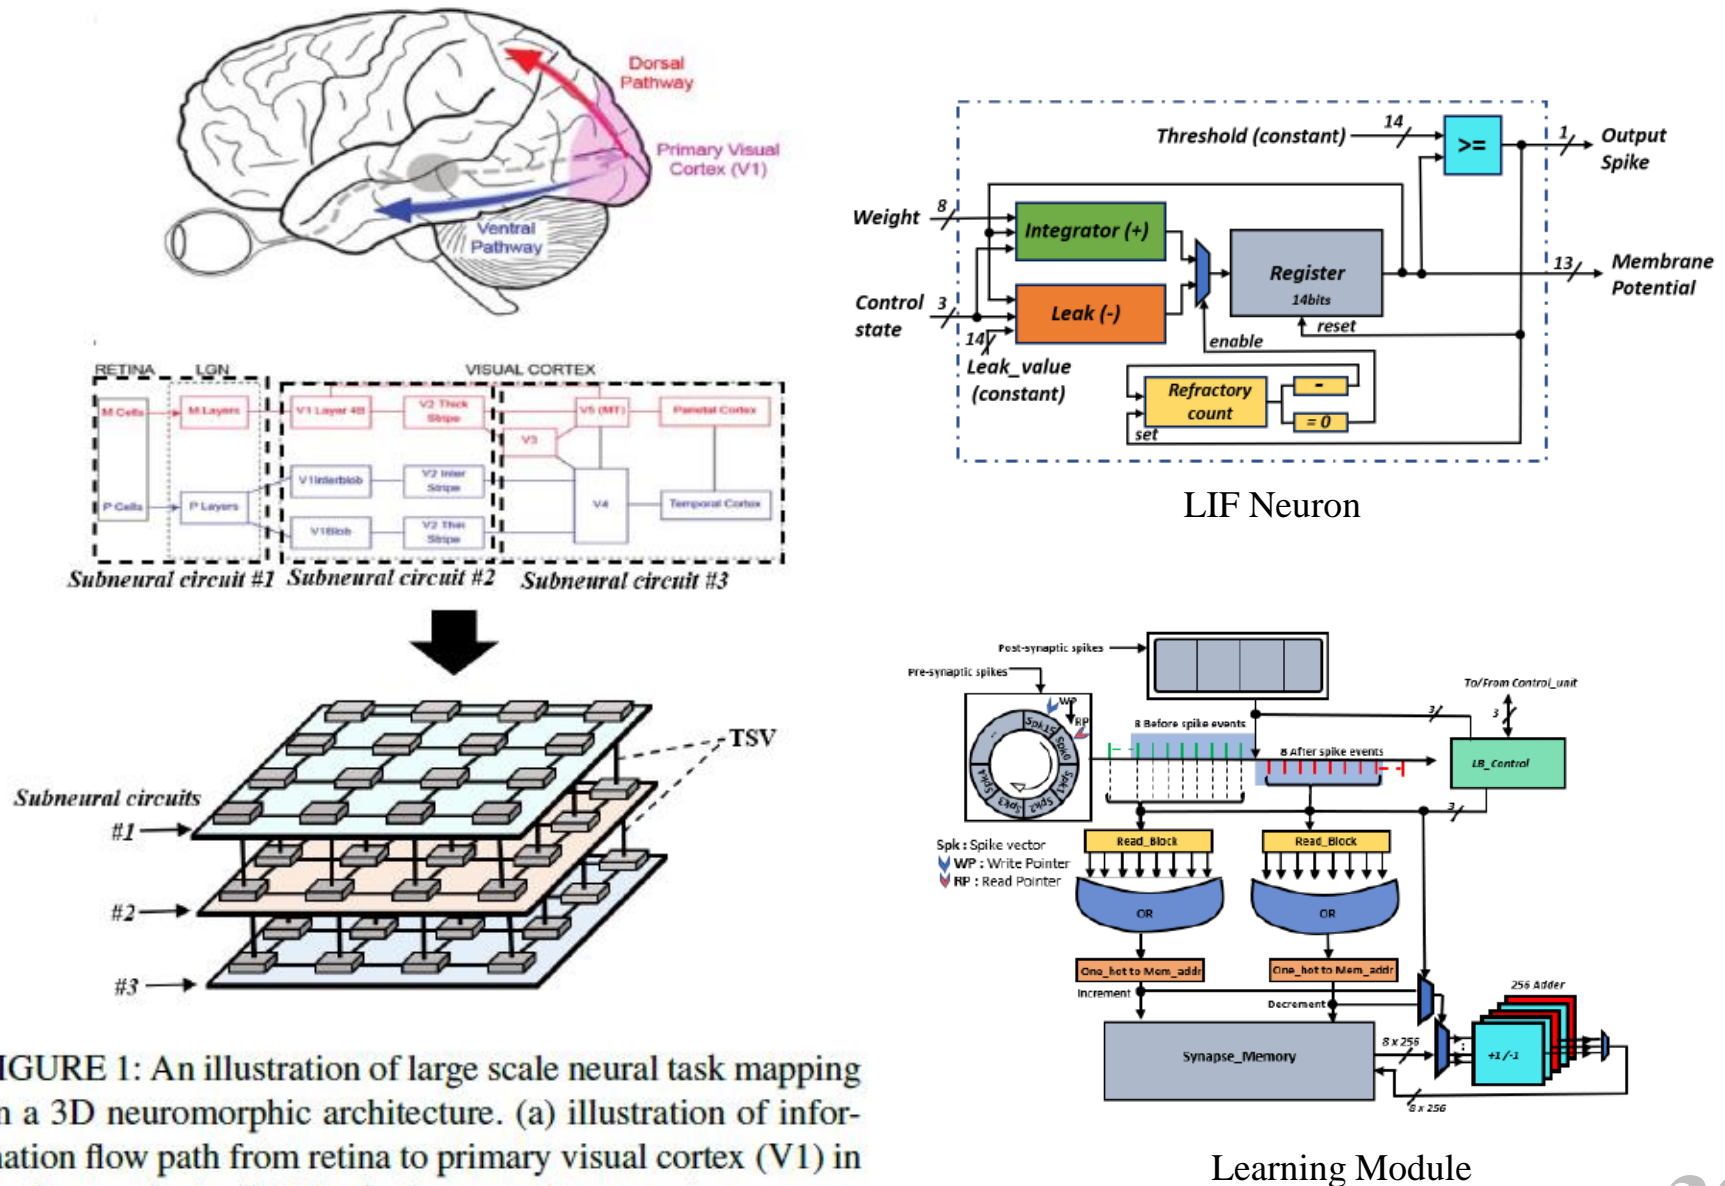 Dorsal
Pathway
Primary Visual
Cortex (V1)
Ventral
Pathway
RETINA
LGN
VISUAL CORTEX
M Cells
M Layers
V1 Layer 4B
V2 Thick
Stripe
V5 (MT)
Parietal Cortex
V3
V1Interblob
V2 Inter
Stripe
P Cells
P Layers
V4
Temporal Cortex
V1Blob
V2 Thin
Stripe
Subneural circuit #1
Subneural circuit #2
Subneural circuit #3
TSV
Subneural circuits
#1
#2
#3
IGURE 1: An illustration of large scale neural task mapping
n a 3D neuromorphic architecture. (a) illustration of infor-
nation flow path from retina to primary visual cortex (V1) in
Threshold (constant)
14
>=
1
Output
Spike
Weight
8
Integrator (+)
Register
14bits
13
Membrane
Potential
Control
state
3
Leak (-)
14
Leak_value
(constant)
enable
reset
Refractory
count
-
= 0
set
LIF Neuron
Post-synaptic spikes
Pre-synaptic spikes
WP
RP
Spk15
Spk0
Spk1
Spk2
Spk3
Spk4
..
8 Before spike events
8 After spike events
To/From Control_unit
3
3
LB_Control
3
Spk : Spike vector
WP : Write Pointer
RP : Read Pointer
Read_Block
Read_Block
OR
OR
One_hot to Mem_addr
One_hot to Mem_addr
Increment
Decrement
256 Adder
Synapse_Memory
8 x 256
+1/-1
8 x 256
Learning Module